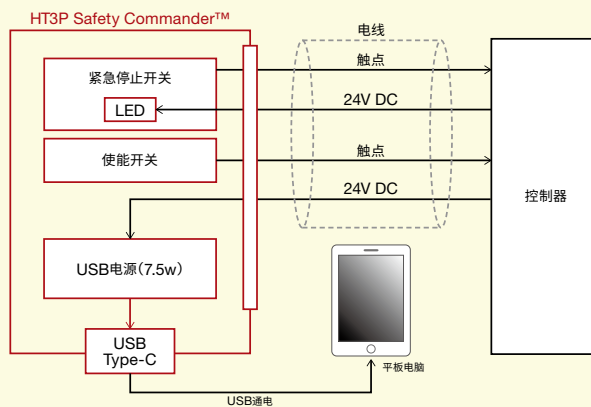 HT3P Safety Commander™
电线
紧急停止开关
触点
LED
24V DC
使能开关
触点
24V DC
控制器
USB电源(7.5w)
USB
Type-C
平板电脑
USB通电